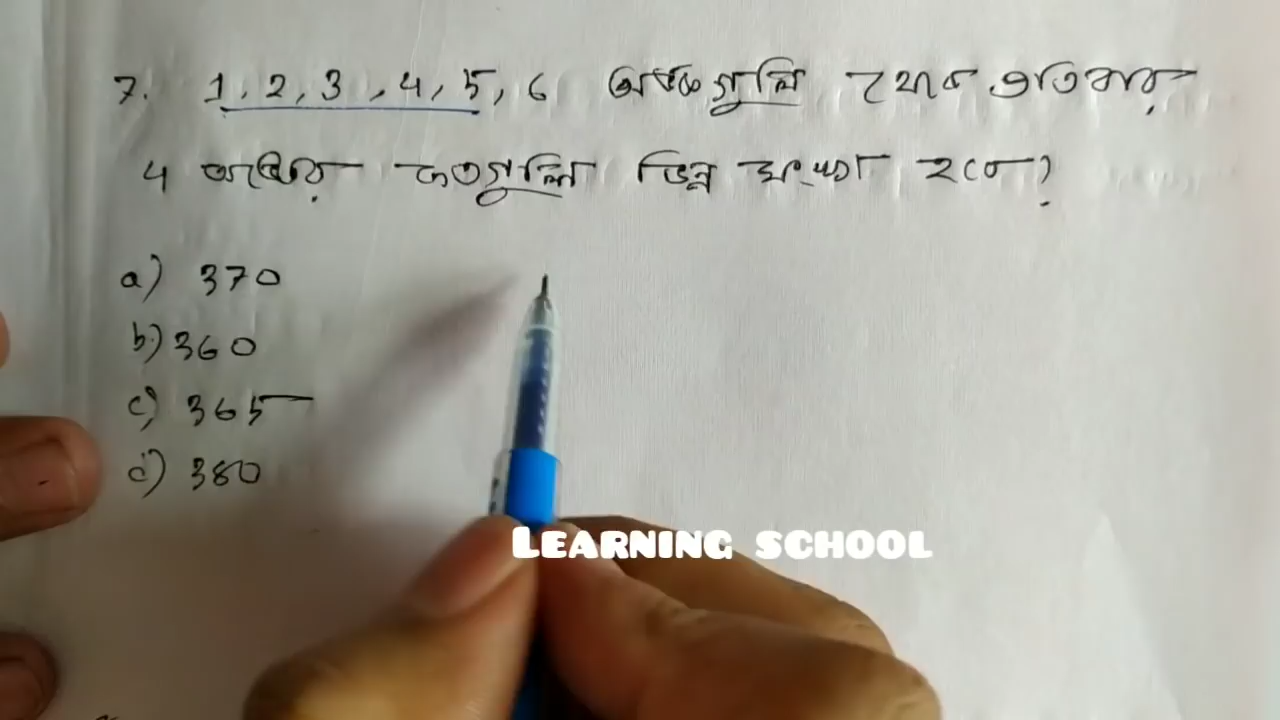 7. 1, 2, 3, 4, 5, 6 অঙ্কগুলি থেকে প্রতিবার
4 অঙ্কের কতগুলি ভিন্ন সংখ্যা হবে?
a) 370
b) 360
c) 365
d) 380
LEARNING SCHOOL